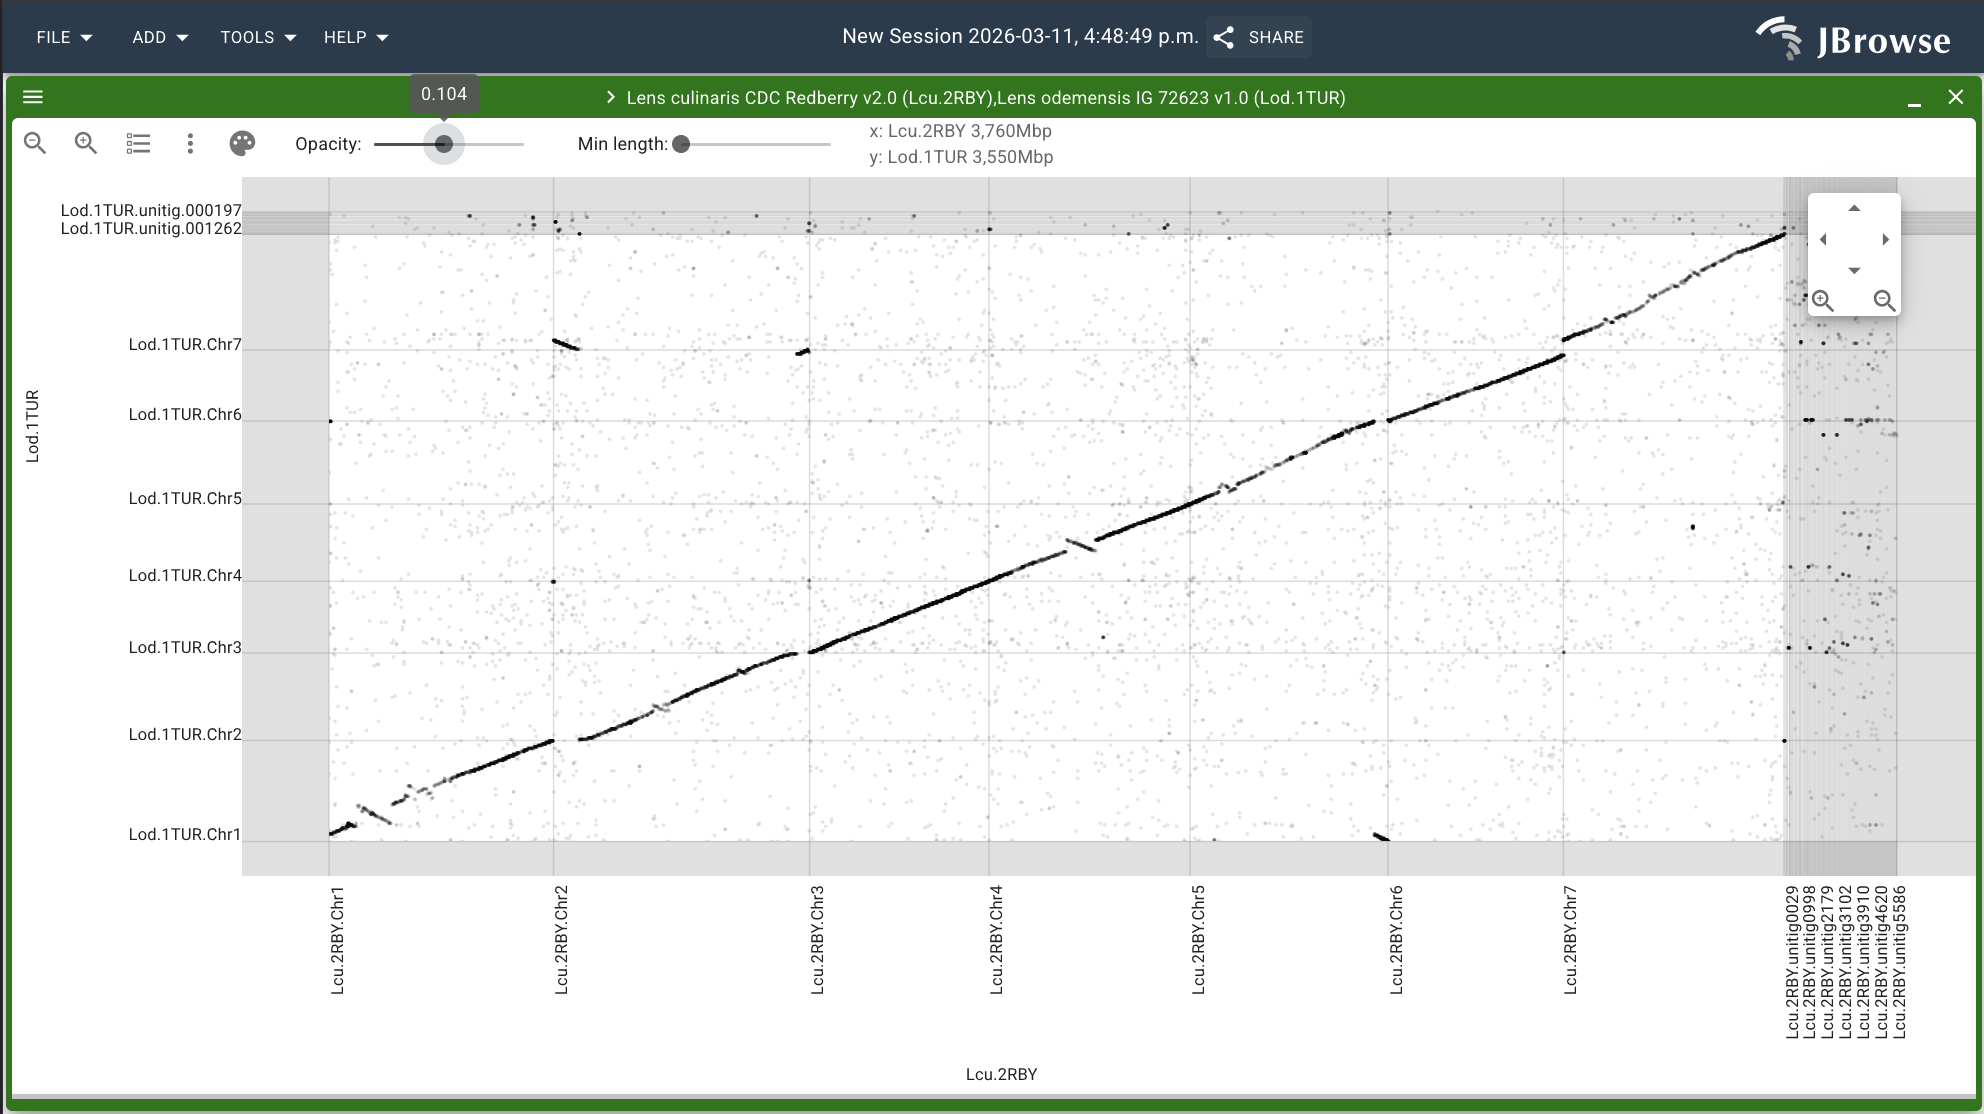 FILE ADD TOOLS HELP New Session 2026-03-11, 4:48:49 p.m. SHARE JBrowse
0.104
Lens culinaris CDC Redberry v2.0 (Lcu.2RBY),Lens odemensis IG 72623 v1.0 (Lod.1TUR)
Opacity: Min length:
x: Lcu.2RBY 3,760Mbp
y: Lod.1TUR 3,550Mbp
Lod.1TUR.unitig.000197
Lod.1TUR.unitig.001262
Lod.1TUR.Chr7
Lod.1TUR.Chr6
Lod.1TUR.Chr5
Lod.1TUR.Chr4
Lod.1TUR.Chr3
Lod.1TUR.Chr2
Lod.1TUR.Chr1
Lod.1TUR
Lcu.2RBY.Chr1
Lcu.2RBY.Chr2
Lcu.2RBY.Chr3
Lcu.2RBY.Chr4
Lcu.2RBY.Chr5
Lcu.2RBY.Chr6
Lcu.2RBY.Chr7
Lcu.2RBY.unitig0029
Lcu.2RBY.unitig0998
Lcu.2RBY.unitig2179
Lcu.2RBY.unitig3102
Lcu.2RBY.unitig3910
Lcu.2RBY.unitig4620
Lcu.2RBY.unitig5586
Lcu.2RBY